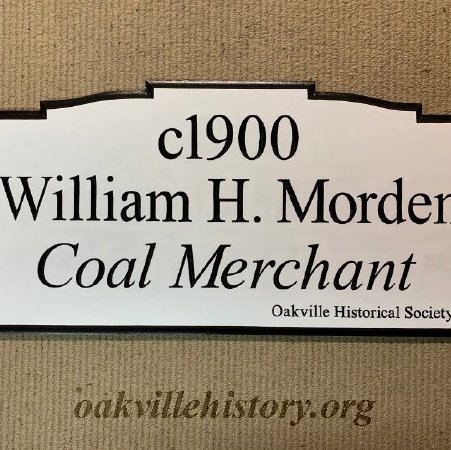 c1900
William H. Morden
Coal Merchant
Oakville Historical Society
oakvillehistory.org